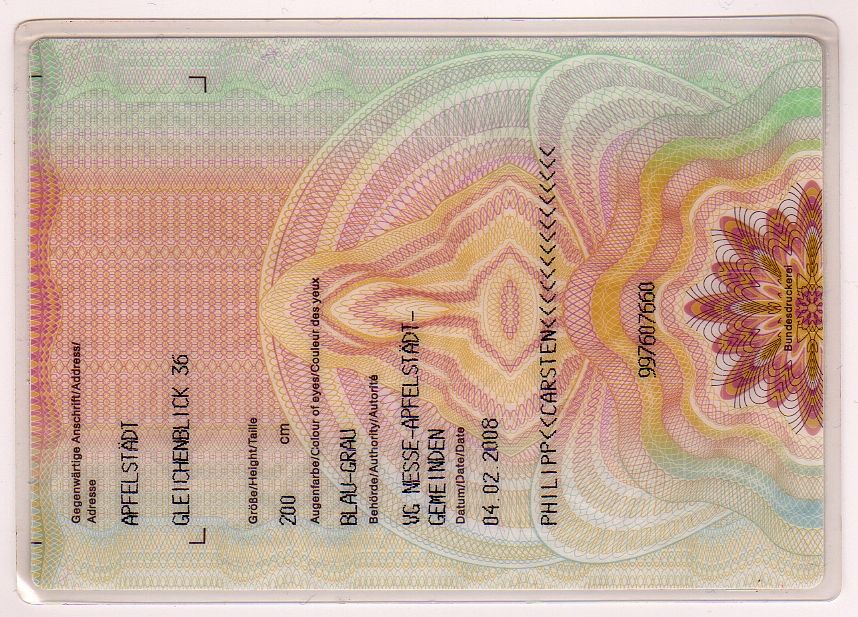 Gegenwärtige Anschrift/Address/
Adresse
APFELSTÄDT
GLEICHENBLICK 36
Größe/Height/Taille
200 cm
Augenfarbe/Colour of eyes/Couleur des yeux
BLAU-GRAU
Behörde/Authority/Autorité
VG NESSE-APFELSTÄDT-
GEMEINDEN
Datum/Date/Date
04.02.2008
PHILIPP<<CARSTEN<<<<<<<<<<<<<<<
997607660
Bundesdruckerei